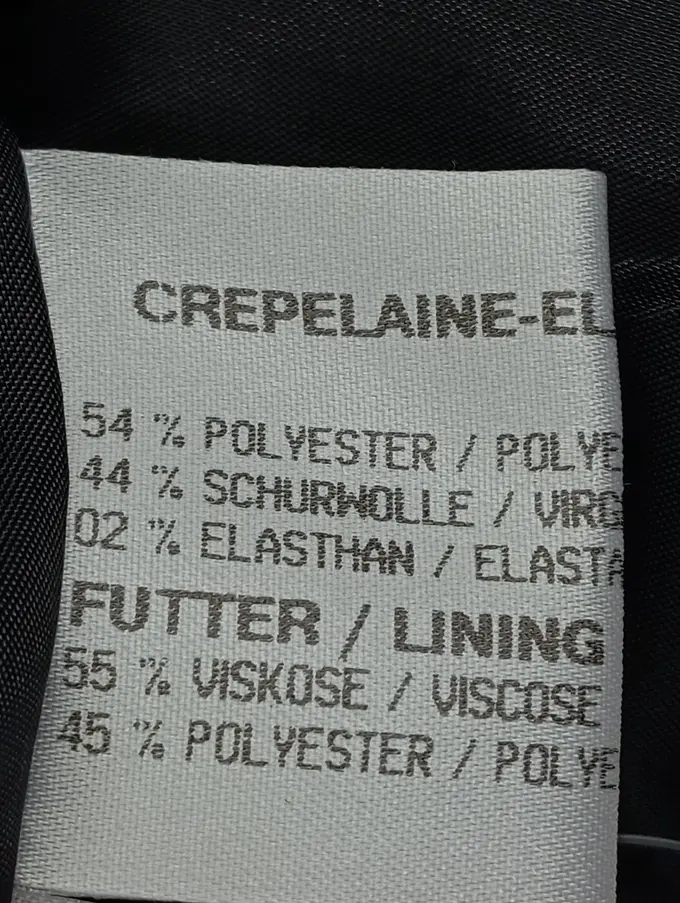 CREPELAINE-EL
54 % POLYESTER / POLYE
44 % SCHURWOLLE / VIRG
02 % ELASTHAN / ELASTA
FUTTER / LINING
55 % VISKOSE / VISCOSE
45 % POLYESTER / POLYE